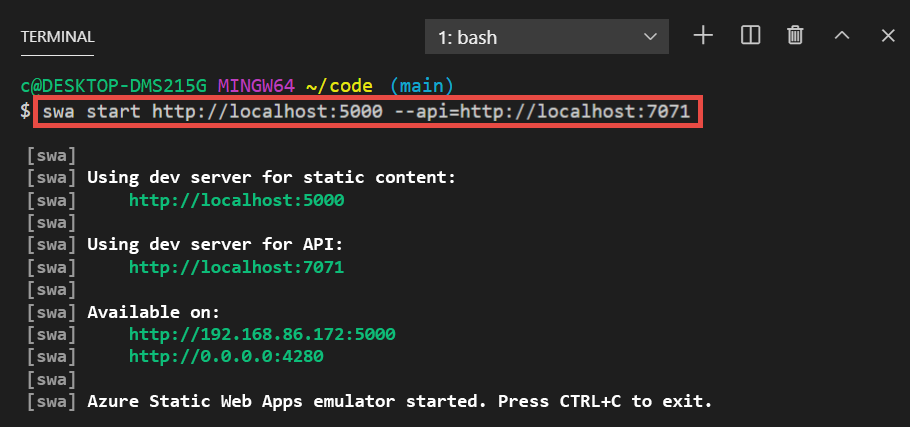 TERMINAL
1: bash
c@DESKTOP-DMS215G MINGW64 ~/code (main)
$ swa start http://localhost:5000 --api=http://localhost:7071
[swa]
[swa] Using dev server for static content:
[swa]     http://localhost:5000
[swa]
[swa] Using dev server for API:
[swa]     http://localhost:7071
[swa]
[swa] Available on:
[swa]     http://192.168.86.172:5000
[swa]     http://0.0.0.0:4280
[swa]
[swa] Azure Static Web Apps emulator started. Press CTRL+C to exit.